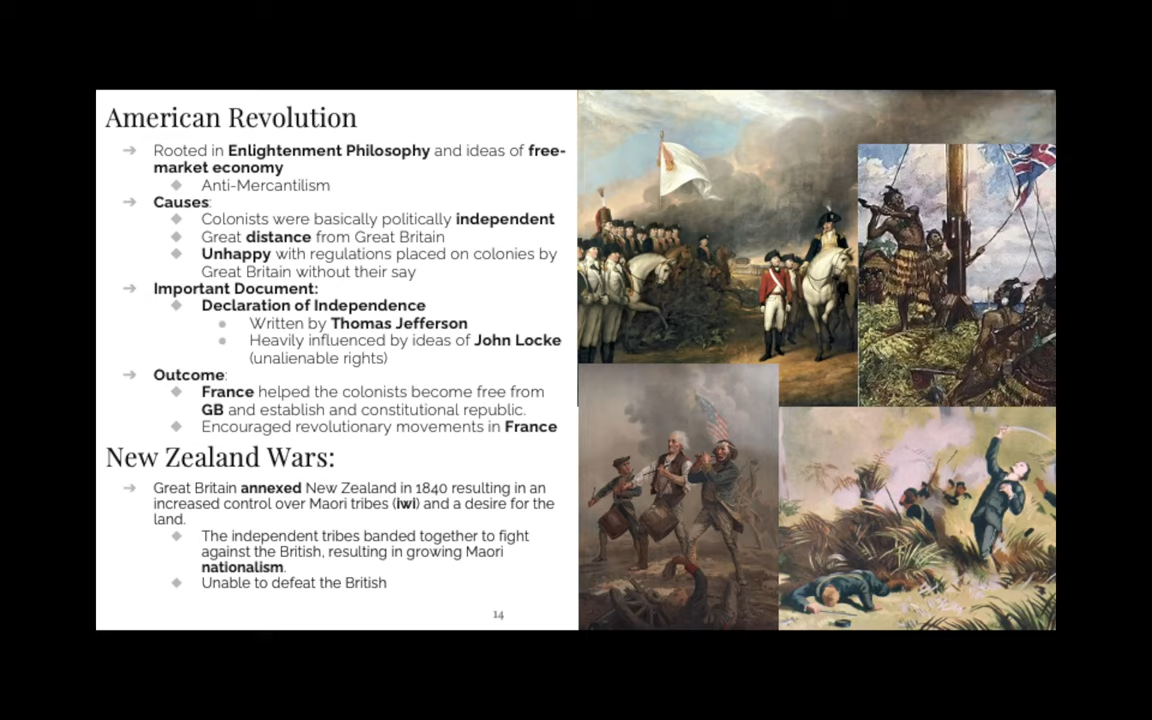 American Revolution
➔ Rooted in Enlightenment Philosophy and ideas of free-
market economy
◆ Anti-Mercantilism
➔ Causes:
◆ Colonists were basically politically independent
◆ Great distance from Great Britain
◆ Unhappy with regulations placed on colonies by
Great Britain without their say
➔ Important Document:
◆ Declaration of Independence
● Written by Thomas Jefferson
● Heavily influenced by ideas of John Locke
(unalienable rights)
➔ Outcome:
◆ France helped the colonists become free from
GB and establish and constitutional republic.
◆ Encouraged revolutionary movements in France
New Zealand Wars:
➔ Great Britain annexed New Zealand in 1840 resulting in an
increased control over Maori tribes (iwi) and a desire for the
land.
◆ The independent tribes banded together to fight
against the British, resulting in growing Maori
nationalism.
◆ Unable to defeat the British
14